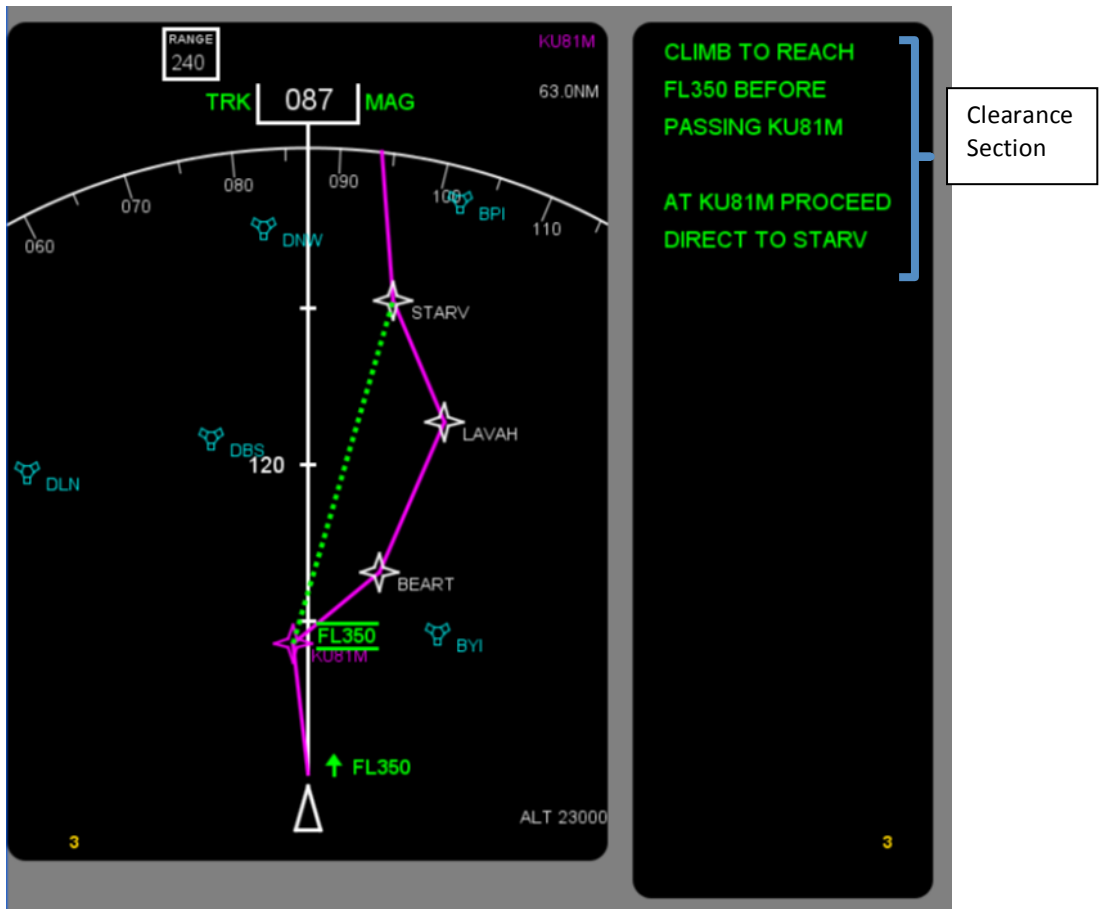 KU81M
RANGE
240
63.0NM
TRK 087 MAG
060
070
080
090
100
110
BPI
DNW
STARV
LAVAH
DBS
120
DLN
BEART
FL350
KU81M
BYI
FL350
ALT 23000
3
CLIMB TO REACH
FL350 BEFORE
PASSING KU81M
AT KU81M PROCEED
DIRECT TO STARV
3
Clearance
Section